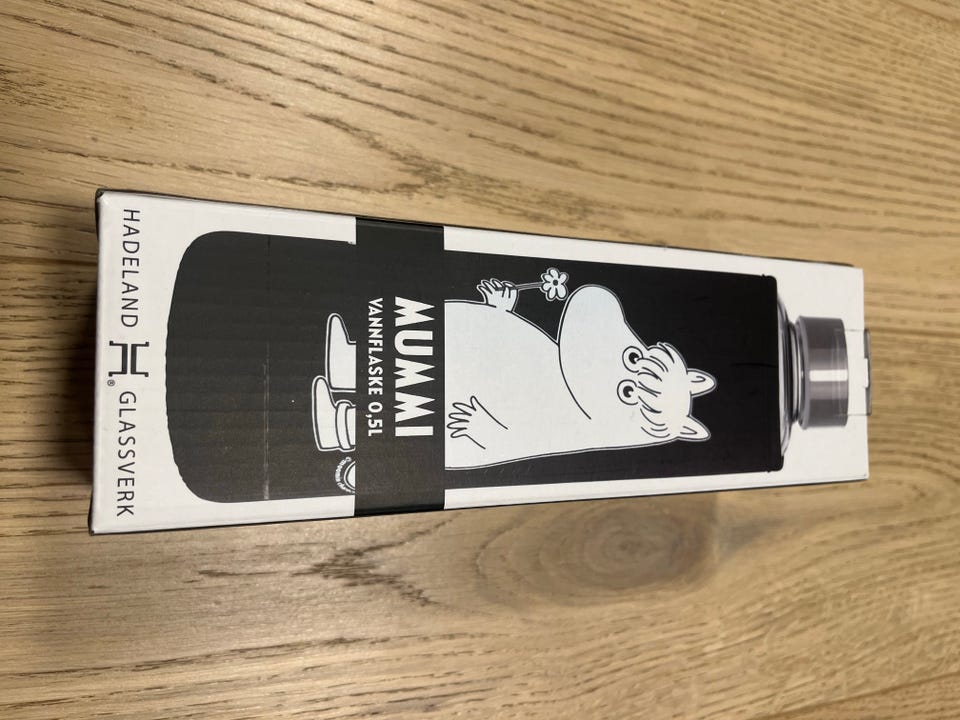 MUMMI
VANNFLASKE 0,5L
HADELAND H® GLASSVERK